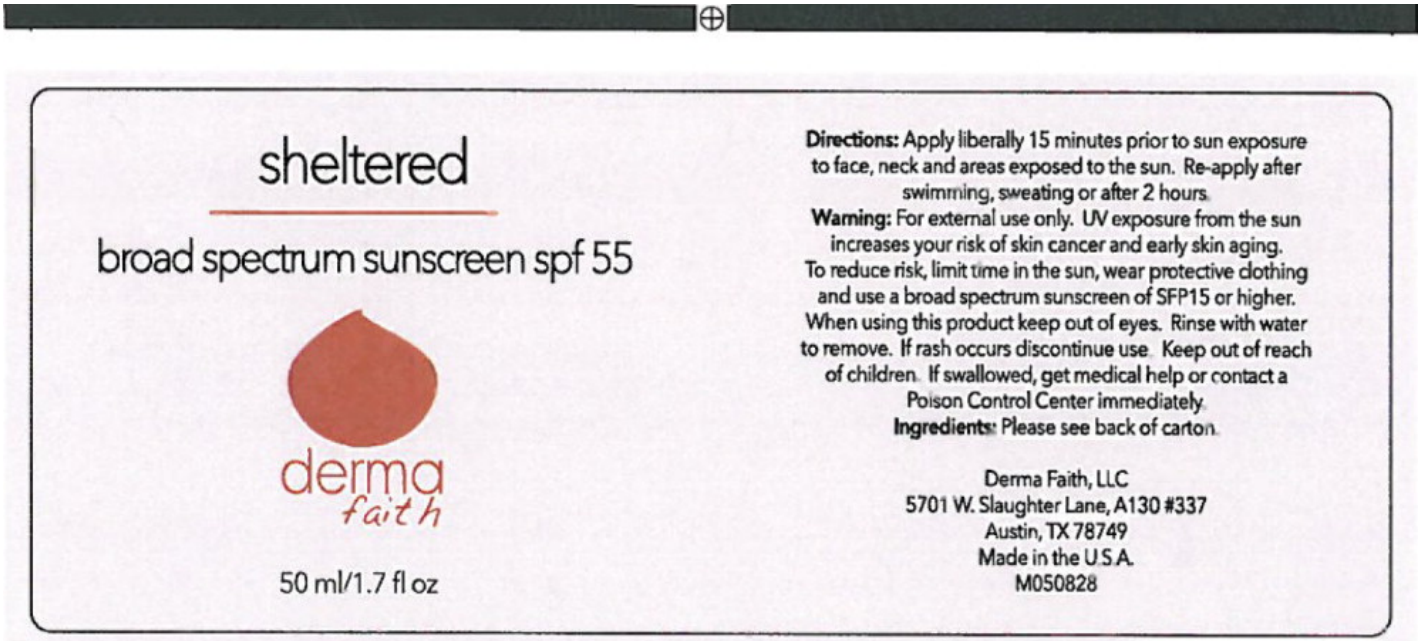 sheltered
broad spectrum sunscreen spf 55
derma
faith
50 ml/1.7 fl oz
Directions: Apply liberally 15 minutes prior to sun exposure
to face, neck and areas exposed to the sun. Re-apply after
swimming, sweating or after 2 hours.
Warning: For external use only. UV exposure from the sun
increases your risk of skin cancer and early skin aging.
To reduce risk, limit time in the sun, wear protective clothing
and use a broad spectrum sunscreen of SFP15 or higher.
When using this product keep out of eyes. Rinse with water
to remove. If rash occurs discontinue use. Keep out of reach
of children. If swallowed, get medical help or contact a
Poison Control Center immediately.
Ingredients: Please see back of carton.
Derma Faith, LLC
5701 W. Slaughter Lane, A130 #337
Austin, TX 78749
Made in the U.S.A.
M050828